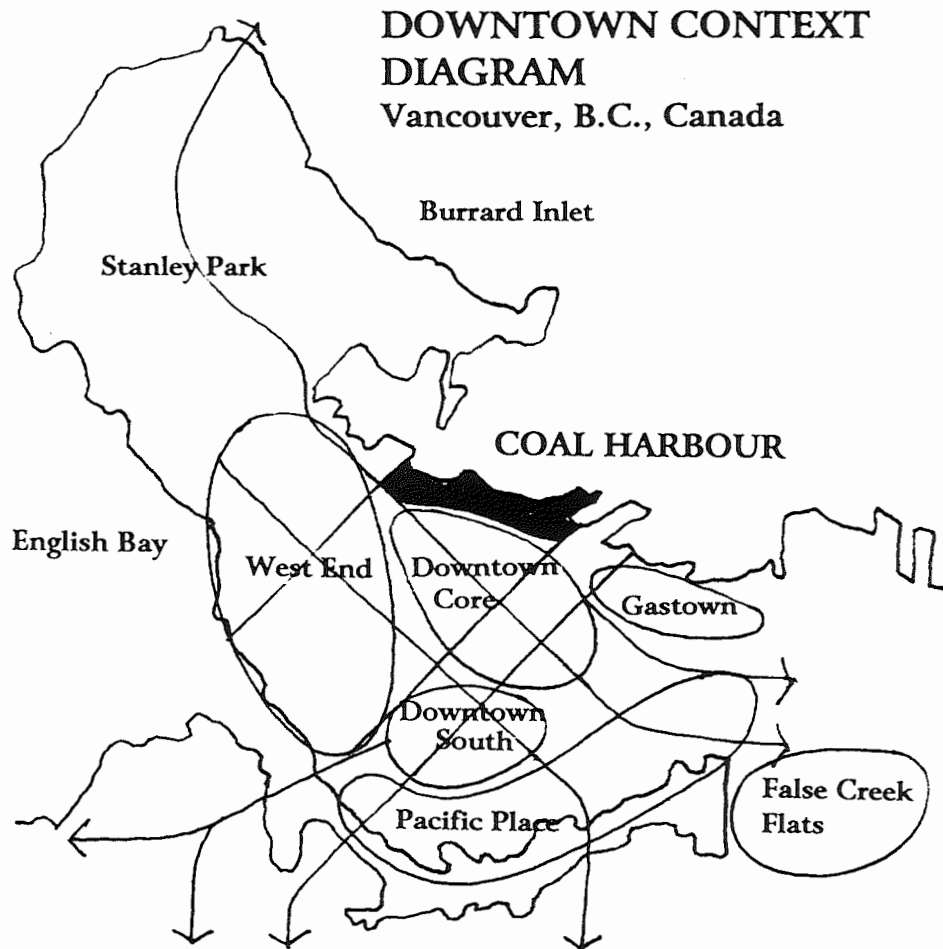 DOWNTOWN CONTEXT
DIAGRAM
Vancouver, B.C., Canada
Burrard Inlet
Stanley Park
COAL HARBOUR
English Bay
West End
Downtown
Core
Gastown
Downtown
South
False Creek
Flats
Pacific Place